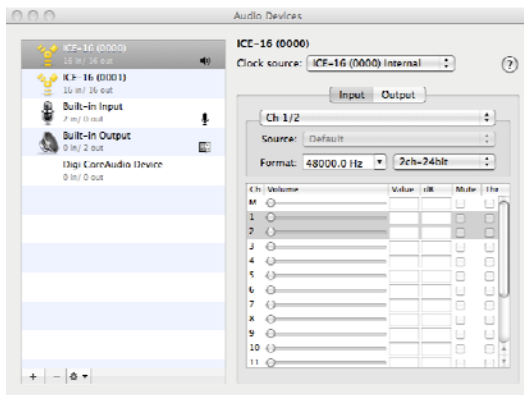 Audio Devices
ICE-16 (0000)
16 in/ 16 out
ICE-16 (0001)
16 in/ 16 out
Built-in Input
2 in/ 0 out
Built-in Output
0 in/ 2 out
Digi CoreAudio Device
0 in/ 0 out
+ −
ICE-16 (0000)
Clock source: ICE-16 (0000) Internal
?
Input Output
Ch 1/2
Source: Default
Format: 48000.0 Hz 2ch-24bit
Ch Volume Value dB Mute Thr
M
1
2
3
4
5
6
7
8
9
10
11